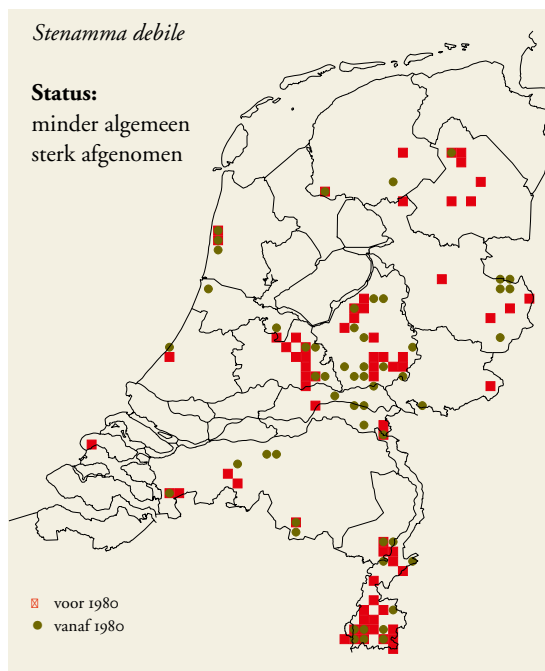 Stenamma debile
Status:
minder algemeen
sterk afgenomen
voor 1980
vanaf 1980